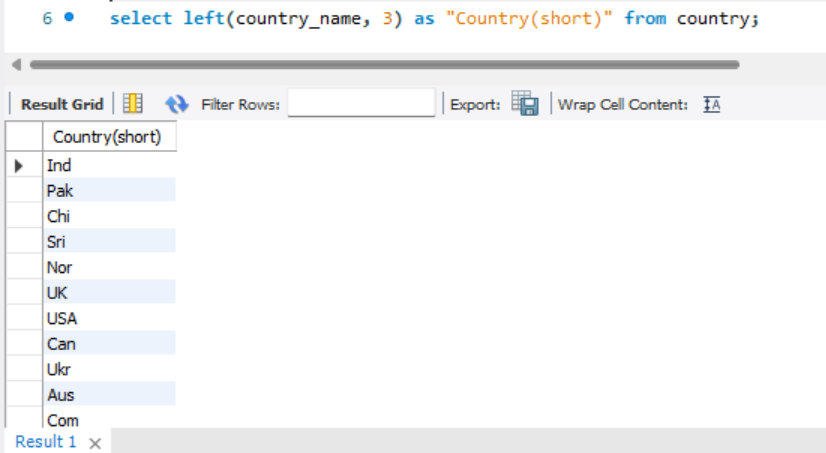 6 select left(country_name, 3) as "Country(short)" from country;
Result Grid Filter Rows: Export: Wrap Cell Content: IA
Country(short)
Ind
Pak
Chi
Sri
Nor
UK
USA
Can
Ukr
Aus
Com
Result 1 ×